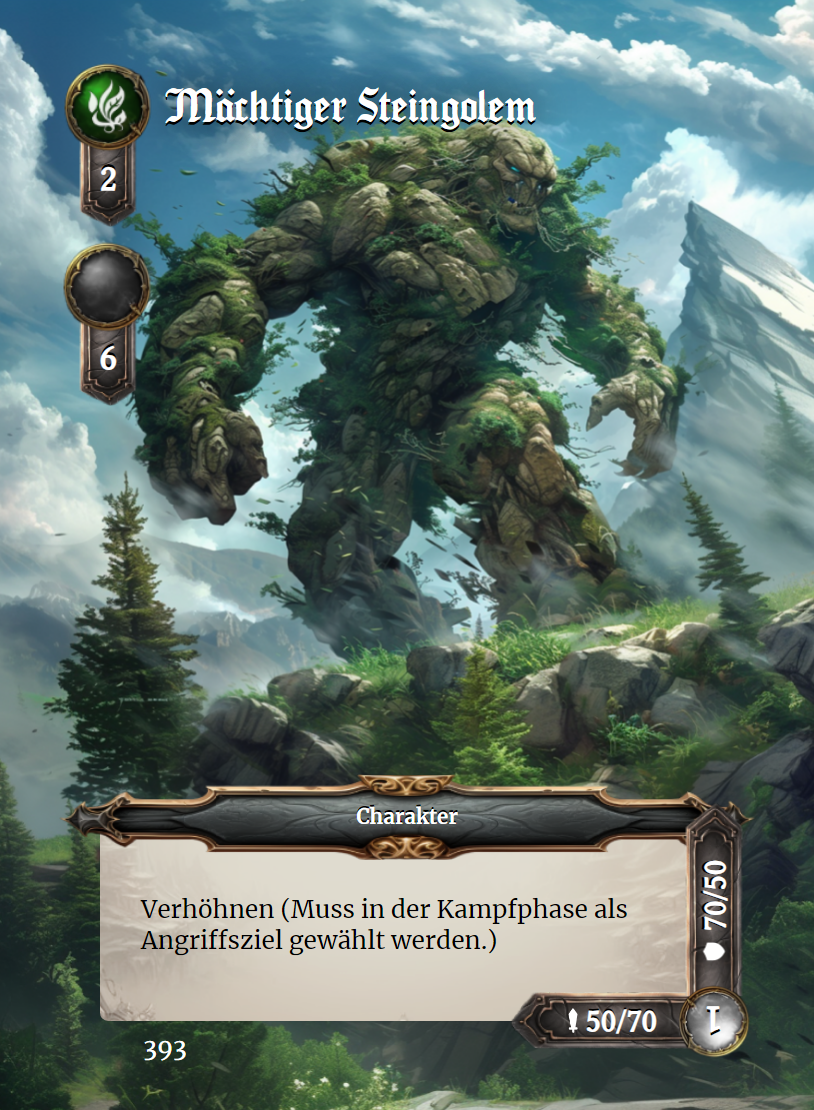 Mächtiger Steingolem
2
6
Charakter
Verhöhnen (Muss in der Kampfphase als
Angriffsziel gewählt werden.)
70/50
50/70
1
393